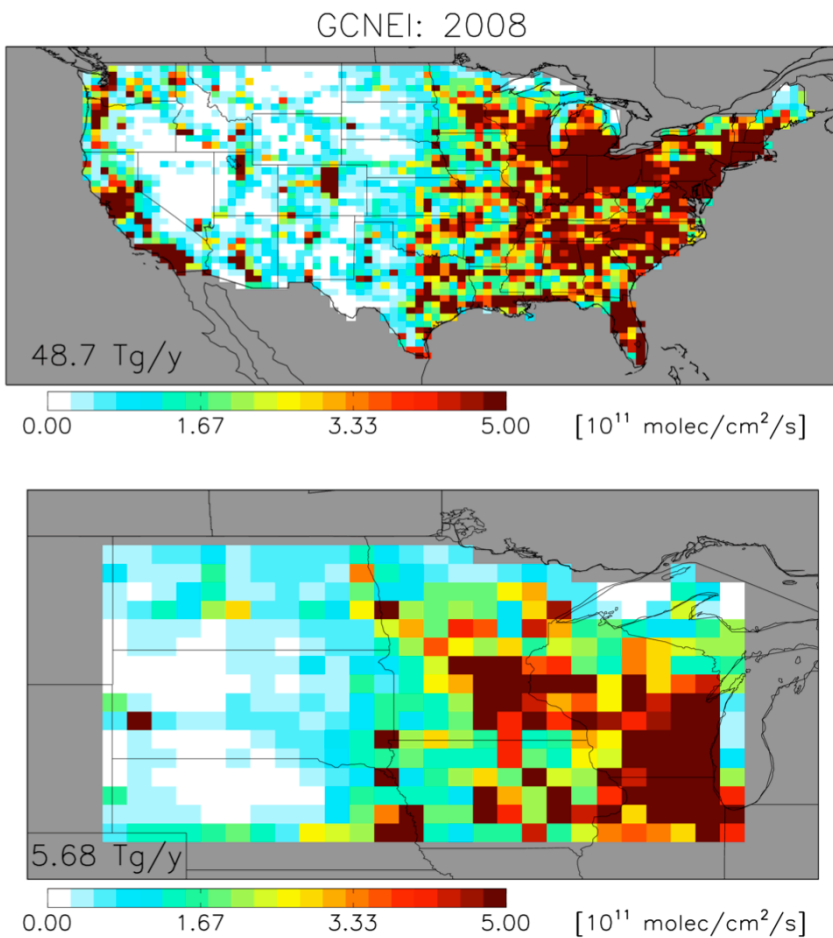 GCNEI: 2008
48.7 Tg/y
0.00 1.67 3.33 5.00 [10¹¹ molec/cm²/s]
5.68 Tg/y
0.00 1.67 3.33 5.00 [10¹¹ molec/cm²/s]